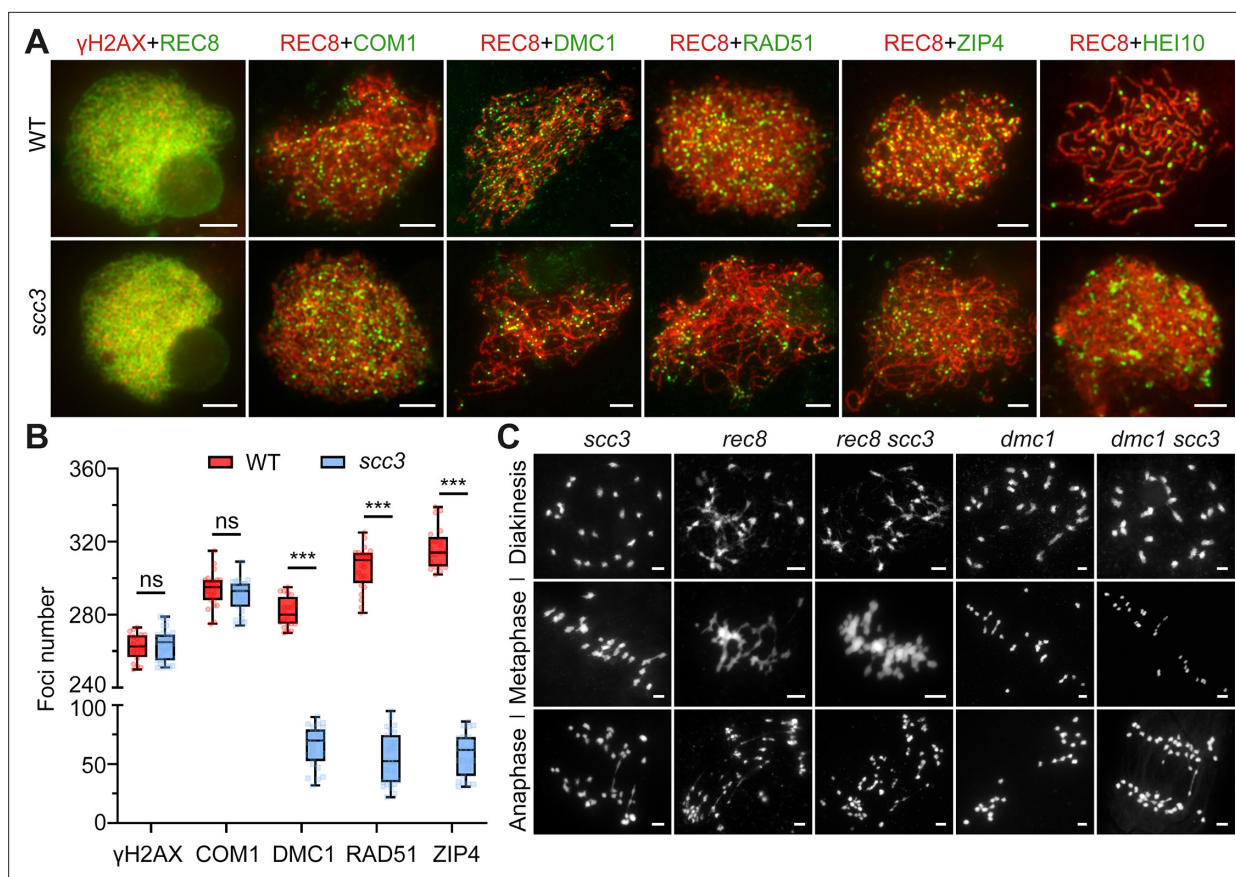 A
γH2AX+REC8 REC8+COM1 REC8+DMC1 REC8+RAD51 REC8+ZIP4 REC8+HEI10
WT
scc3
B
WT scc3
Foci number
360
320
280
240
100
50
0
ns
ns
***
***
***
γH2AX COM1 DMC1 RAD51 ZIP4
C
scc3 rec8 rec8 scc3 dmc1 dmc1 scc3
Diakinesis
Metaphase I
Anaphase I